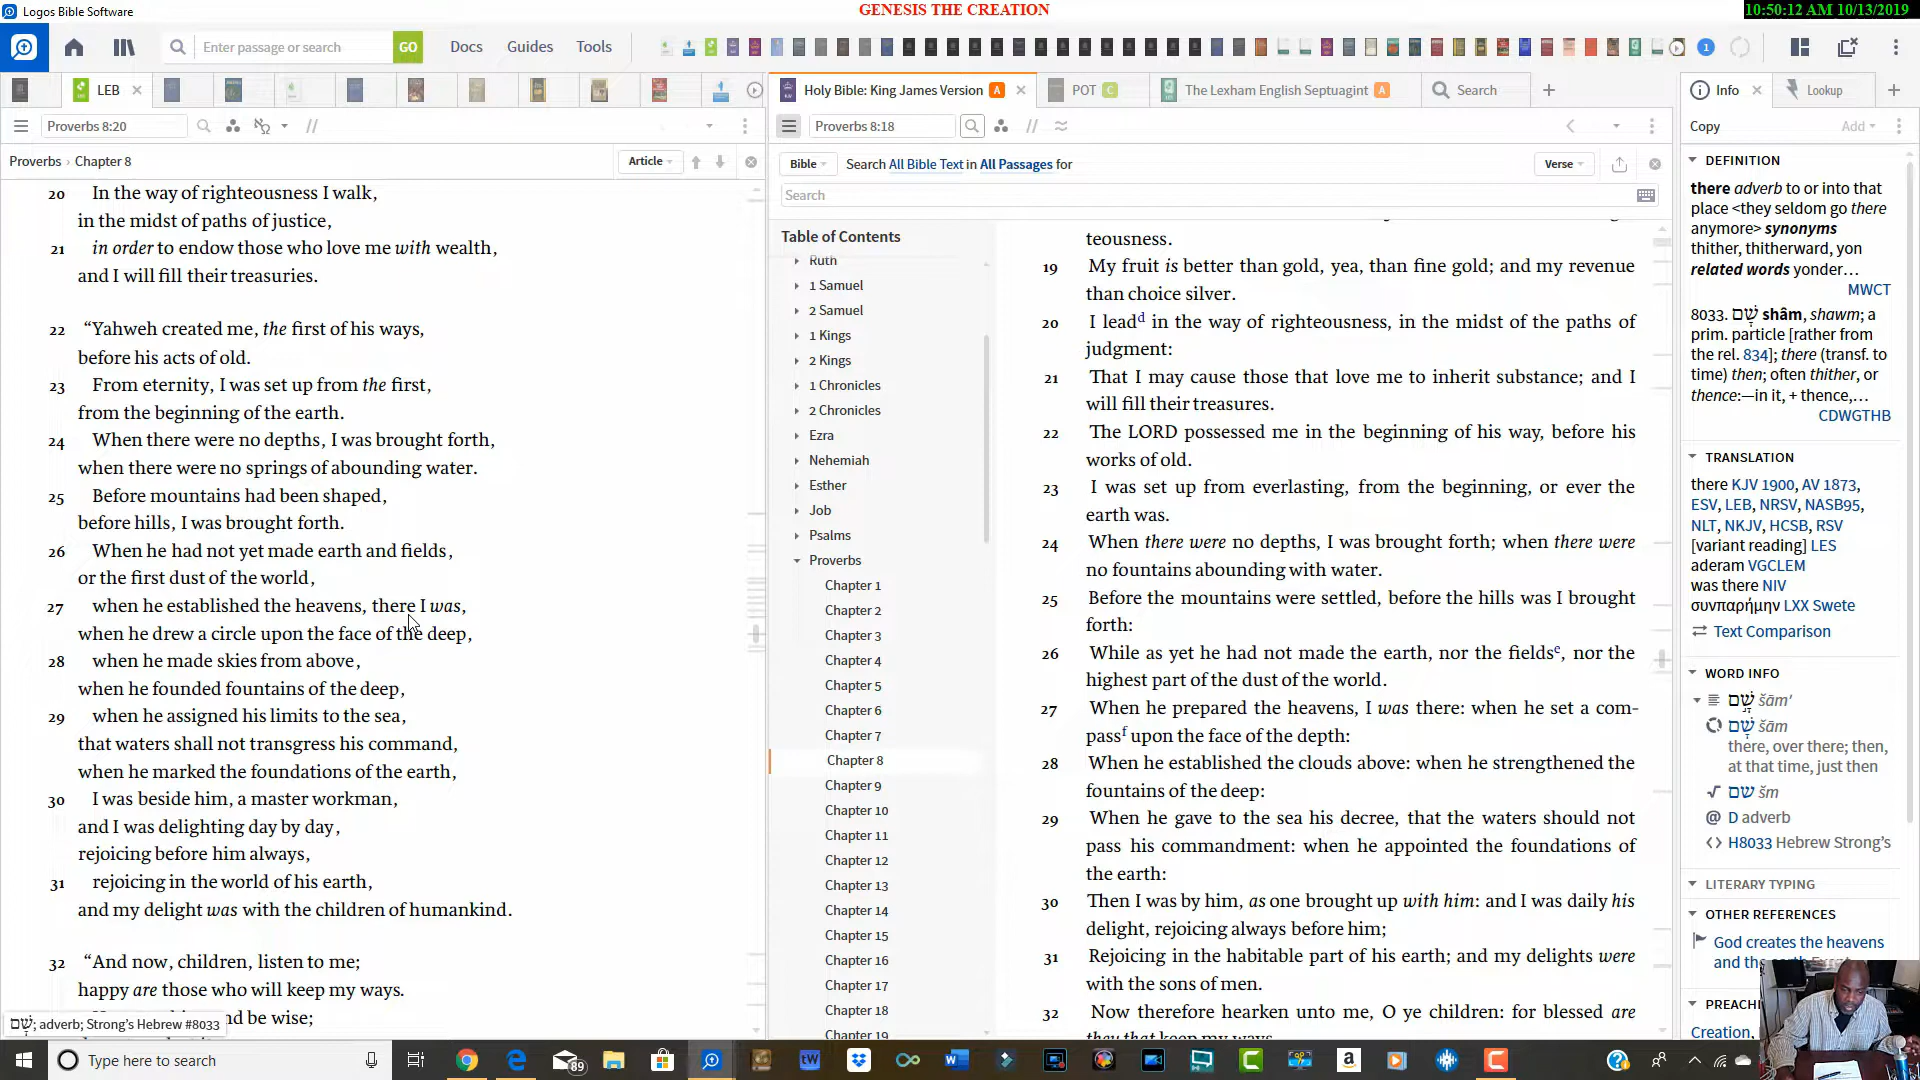 Logos Bible Software
GENESIS THE CREATION
10:50:12 AM 10/13/2019
Enter passage or search
GO
Docs
Guides
Tools
1
LEB
Holy Bible: King James Version A
POT C
The Lexham English Septuagint A
Search
Info
Lookup
Proverbs 8:20
Proverbs 8:18
Copy
Add
Proverbs › Chapter 8
Article
20 In the way of righteousness I walk,
in the midst of paths of justice,
21 in order to endow those who love me with wealth,
and I will fill their treasuries.
22 “Yahweh created me, the first of his ways,
before his acts of old.
23 From eternity, I was set up from the first,
from the beginning of the earth.
24 When there were no depths, I was brought forth,
when there were no springs of abounding water.
25 Before mountains had been shaped,
before hills, I was brought forth.
26 When he had not yet made earth and fields,
or the first dust of the world,
27 when he established the heavens, there I was,
when he drew a circle upon the face of the deep,
28 when he made skies from above,
when he founded fountains of the deep,
29 when he assigned his limits to the sea,
that waters shall not transgress his command,
when he marked the foundations of the earth,
30 I was beside him, a master workman,
and I was delighting day by day,
rejoicing before him always,
31 rejoicing in the world of his earth,
and my delight was with the children of humankind.
32 “And now, children, listen to me;
happy are those who will keep my ways.
nd be wise;
שָׁם; adverb; Strong’s Hebrew #8033
Bible
Search All Bible Text in All Passages for
Verse
Search
Table of Contents
Ruth
1 Samuel
2 Samuel
1 Kings
2 Kings
1 Chronicles
2 Chronicles
Ezra
Nehemiah
Esther
Job
Psalms
Proverbs
Chapter 1
Chapter 2
Chapter 3
Chapter 4
Chapter 5
Chapter 6
Chapter 7
Chapter 8
Chapter 9
Chapter 10
Chapter 11
Chapter 12
Chapter 13
Chapter 14
Chapter 15
Chapter 16
Chapter 17
Chapter 18
Chapter 19
teousness.
19 My fruit is better than gold, yea, than fine gold; and my revenue
than choice silver.
20 I lead d in the way of righteousness, in the midst of the paths of
judgment:
21 That I may cause those that love me to inherit substance; and I
will fill their treasures.
22 The LORD possessed me in the beginning of his way, before his
works of old.
23 I was set up from everlasting, from the beginning, or ever the
earth was.
24 When there were no depths, I was brought forth; when there were
no fountains abounding with water.
25 Before the mountains were settled, before the hills was I brought
forth:
26 While as yet he had not made the earth, nor the fields e, nor the
highest part of the dust of the world.
27 When he prepared the heavens, I was there: when he set a com-
pass f upon the face of the depth:
28 When he established the clouds above: when he strengthened the
fountains of the deep:
29 When he gave to the sea his decree, that the waters should not
pass his commandment: when he appointed the foundations of
the earth:
30 Then I was by him, as one brought up with him: and I was daily his
delight, rejoicing always before him;
31 Rejoicing in the habitable part of his earth; and my delights were
with the sons of men.
32 Now therefore hearken unto me, O ye children: for blessed are
they that keep my ways.
DEFINITION
there adverb to or into that
place <they seldom go there
anymore> synonyms
thither, thitherward, yon
related words yonder…
MWCT
8033. שָׁם shâm, shawm; a
prim. particle [rather from
the rel. 834]; there (transf. to
time) then; often thither, or
thence:—in it, + thence,…
CDWGTHB
TRANSLATION
there KJV 1900, AV 1873,
ESV, LEB, NRSV, NASB95,
NLT, NKJV, HCSB, RSV
[variant reading] LES
aderam VGCLEM
was there NIV
συνπαρήμην LXX Swete
Text Comparison
WORD INFO
שָׁם šām’
שָׁם šām
there, over there; then,
at that time, just then
שׁם šm
@ D adverb
H8033 Hebrew Strong’s
LITERARY TYPING
OTHER REFERENCES
God creates the heavens
and the
PREACHI
Creation,
Type here to search
89